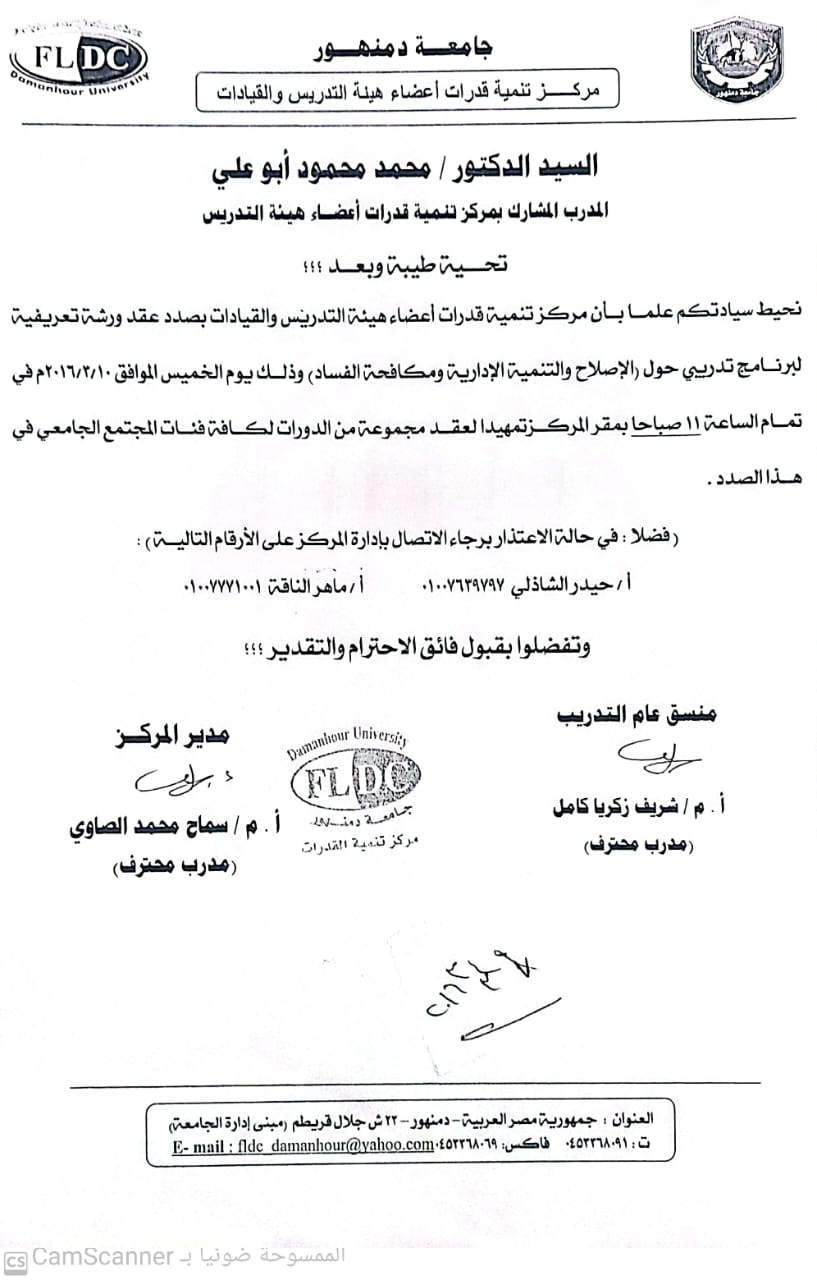 FLDC
Damanhour University
جامعة دمنهور
مركز تنمية قدرات أعضاء هيئة التدريس والقيادات
جامعة دمنهور
السيد الدكتور / محمد محمود أبو علي
المدرب المشارك بمركز تنمية قدرات أعضاء هيئة التدريس
تحية طيبة وبعد ؛؛؛
نحيط سيادتكم علما بأن مركز تنمية قدرات أعضاء هيئة التدريس والقيادات بصدد عقد ورشة تعريفية
لبرنامج تدريبي حول (الإصلاح والتنمية الإدارية ومكافحة الفساد) وذلك يوم الخميس الموافق ٢٠١٦/٣/١٠م في
تمام الساعة ١١ صباحا بمقر المركز تمهيدا لعقد مجموعة من الدورات لكافة فئات المجتمع الجامعي في
هذا الصدد .
(فضلا : في حالة الاعتذار برجاء الاتصال بإدارة المركز على الأرقام التالية) :
أ/ حيدر الشاذلي ٠١٠٠٧٦٣٩٧٩٧ أ/ ماهر الناقة ٠١٠٠٧٧٧١٠٠١
وتفضلوا بقبول فائق الاحترام والتقدير ؛؛؛
منسق عام التدريب
أ . م / شريف زكريا كامل
(مدرب محترف)
مدير المركز
أ . م / سماح محمد الصاوي
(مدرب محترف)
Damanhour University
FLDC
جامعة دمنهور
مركز تنمية القدرات
العنوان : جمهورية مصر العربية - دمنهور - ٢٢ ش جلال قريطم (مبنى إدارة الجامعة)
ت : ٠٤٥٣٣٦٨٠٩١ فاكس: ٠٤٥٣٣٦٨٠٦٩ E- mail : fldc_damanhour@yahoo.com
الممسوحة ضوئيا بـ CamScanner
CS